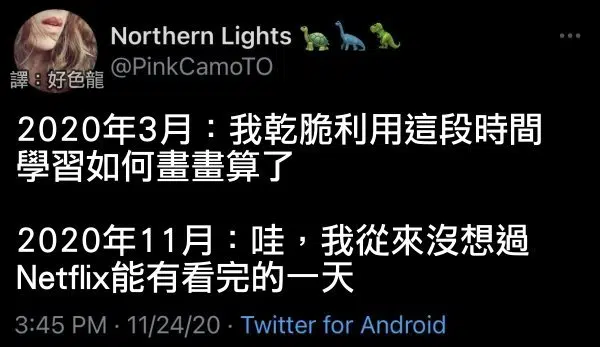 Northern Lights 🐢🦕🦖
@PinkCamoTO
譯：好色龍
2020年3月：我乾脆利用這段時間
學習如何畫畫算了
2020年11月：哇，我從來沒想過
Netflix能有看完的一天
3:45 PM · 11/24/20 · Twitter for Android